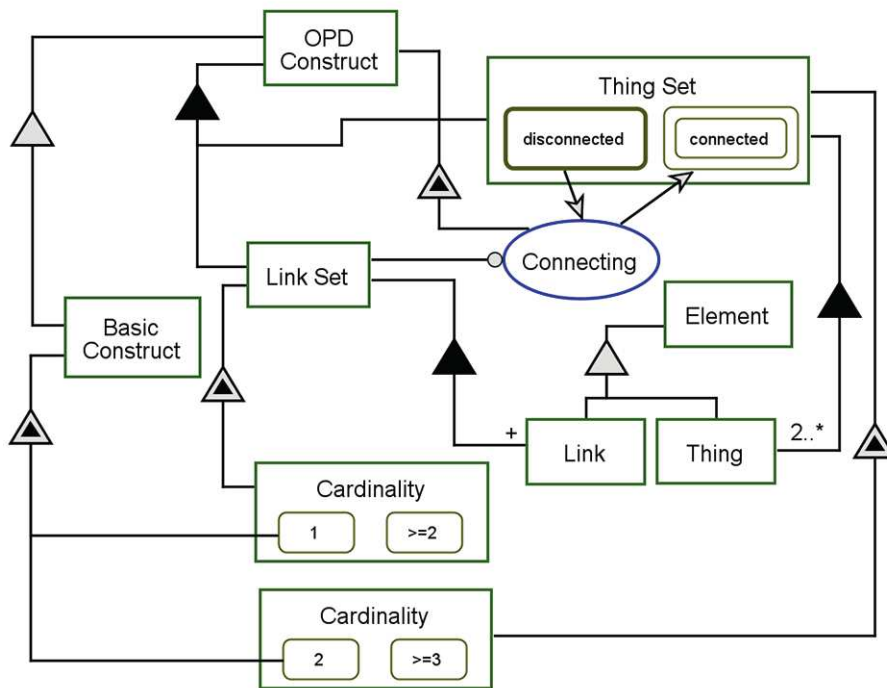 OPD
Construct
Thing Set
disconnected
connected
Connecting
Link Set
Element
Basic
Construct
+
Link
Thing
2..*
Cardinality
1
>=2
Cardinality
2
>=3